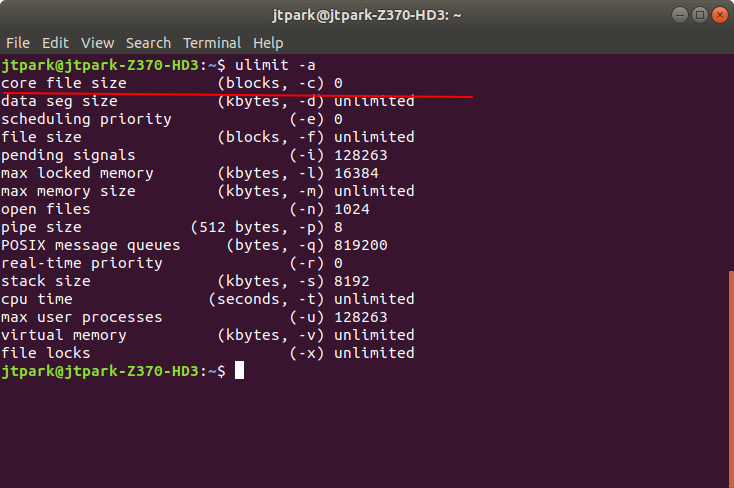 jtpark@jtpark-Z370-HD3: ~
File Edit View Search Terminal Help
jtpark@jtpark-Z370-HD3:~$ ulimit -a
core file size          (blocks, -c) 0
data seg size           (kbytes, -d) unlimited
scheduling priority             (-e) 0
file size               (blocks, -f) unlimited
pending signals                 (-i) 128263
max locked memory       (kbytes, -l) 16384
max memory size         (kbytes, -m) unlimited
open files                      (-n) 1024
pipe size            (512 bytes, -p) 8
POSIX message queues     (bytes, -q) 819200
real-time priority              (-r) 0
stack size              (kbytes, -s) 8192
cpu time               (seconds, -t) unlimited
max user processes              (-u) 128263
virtual memory          (kbytes, -v) unlimited
file locks                      (-x) unlimited
jtpark@jtpark-Z370-HD3:~$